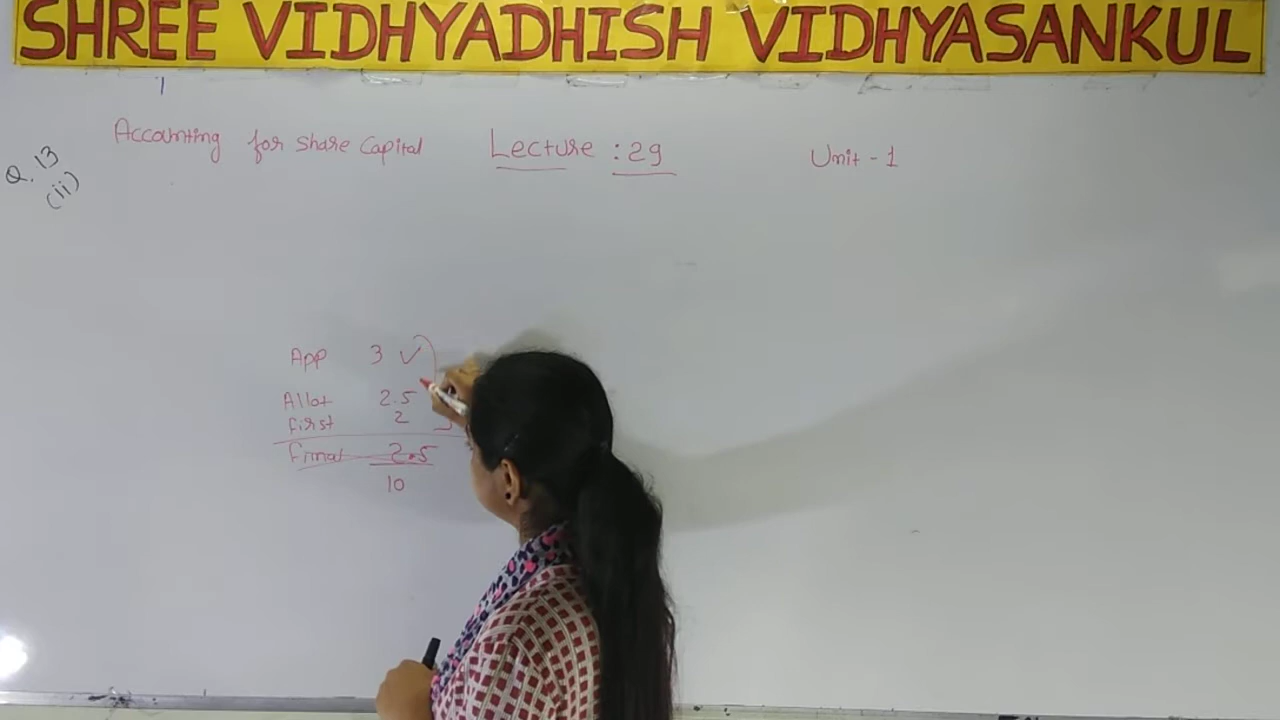 SHREE VIDHYADHISH VIDHYASANKUL
Accounting for Share Capital Lecture : 29 Unit - 1
Q. 13
(ii)
App 3 ✓
Allot 2.5
first 2
final 2.5
10